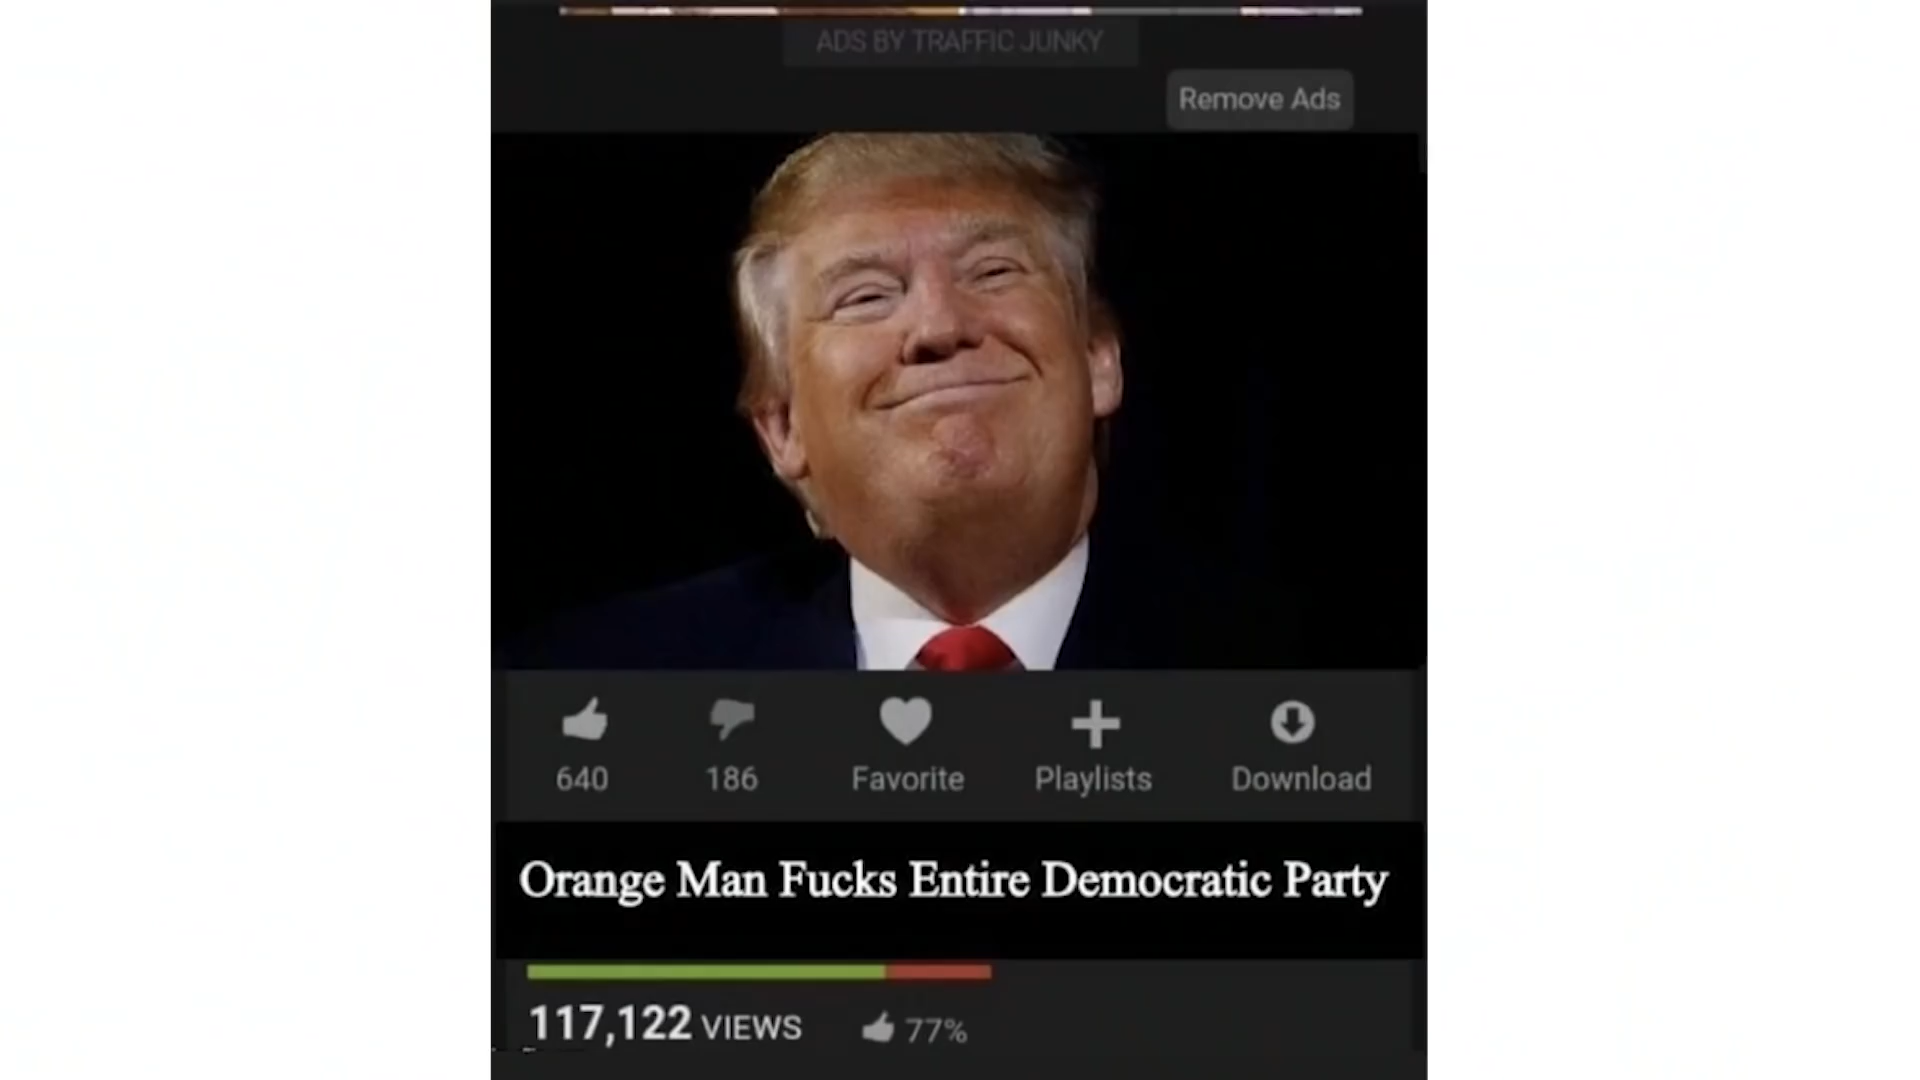 ADS BY TRAFFIC JUNKY
Remove Ads
640 186 Favorite Playlists Download
Orange Man Fucks Entire Democratic Party
117,122 VIEWS 77%